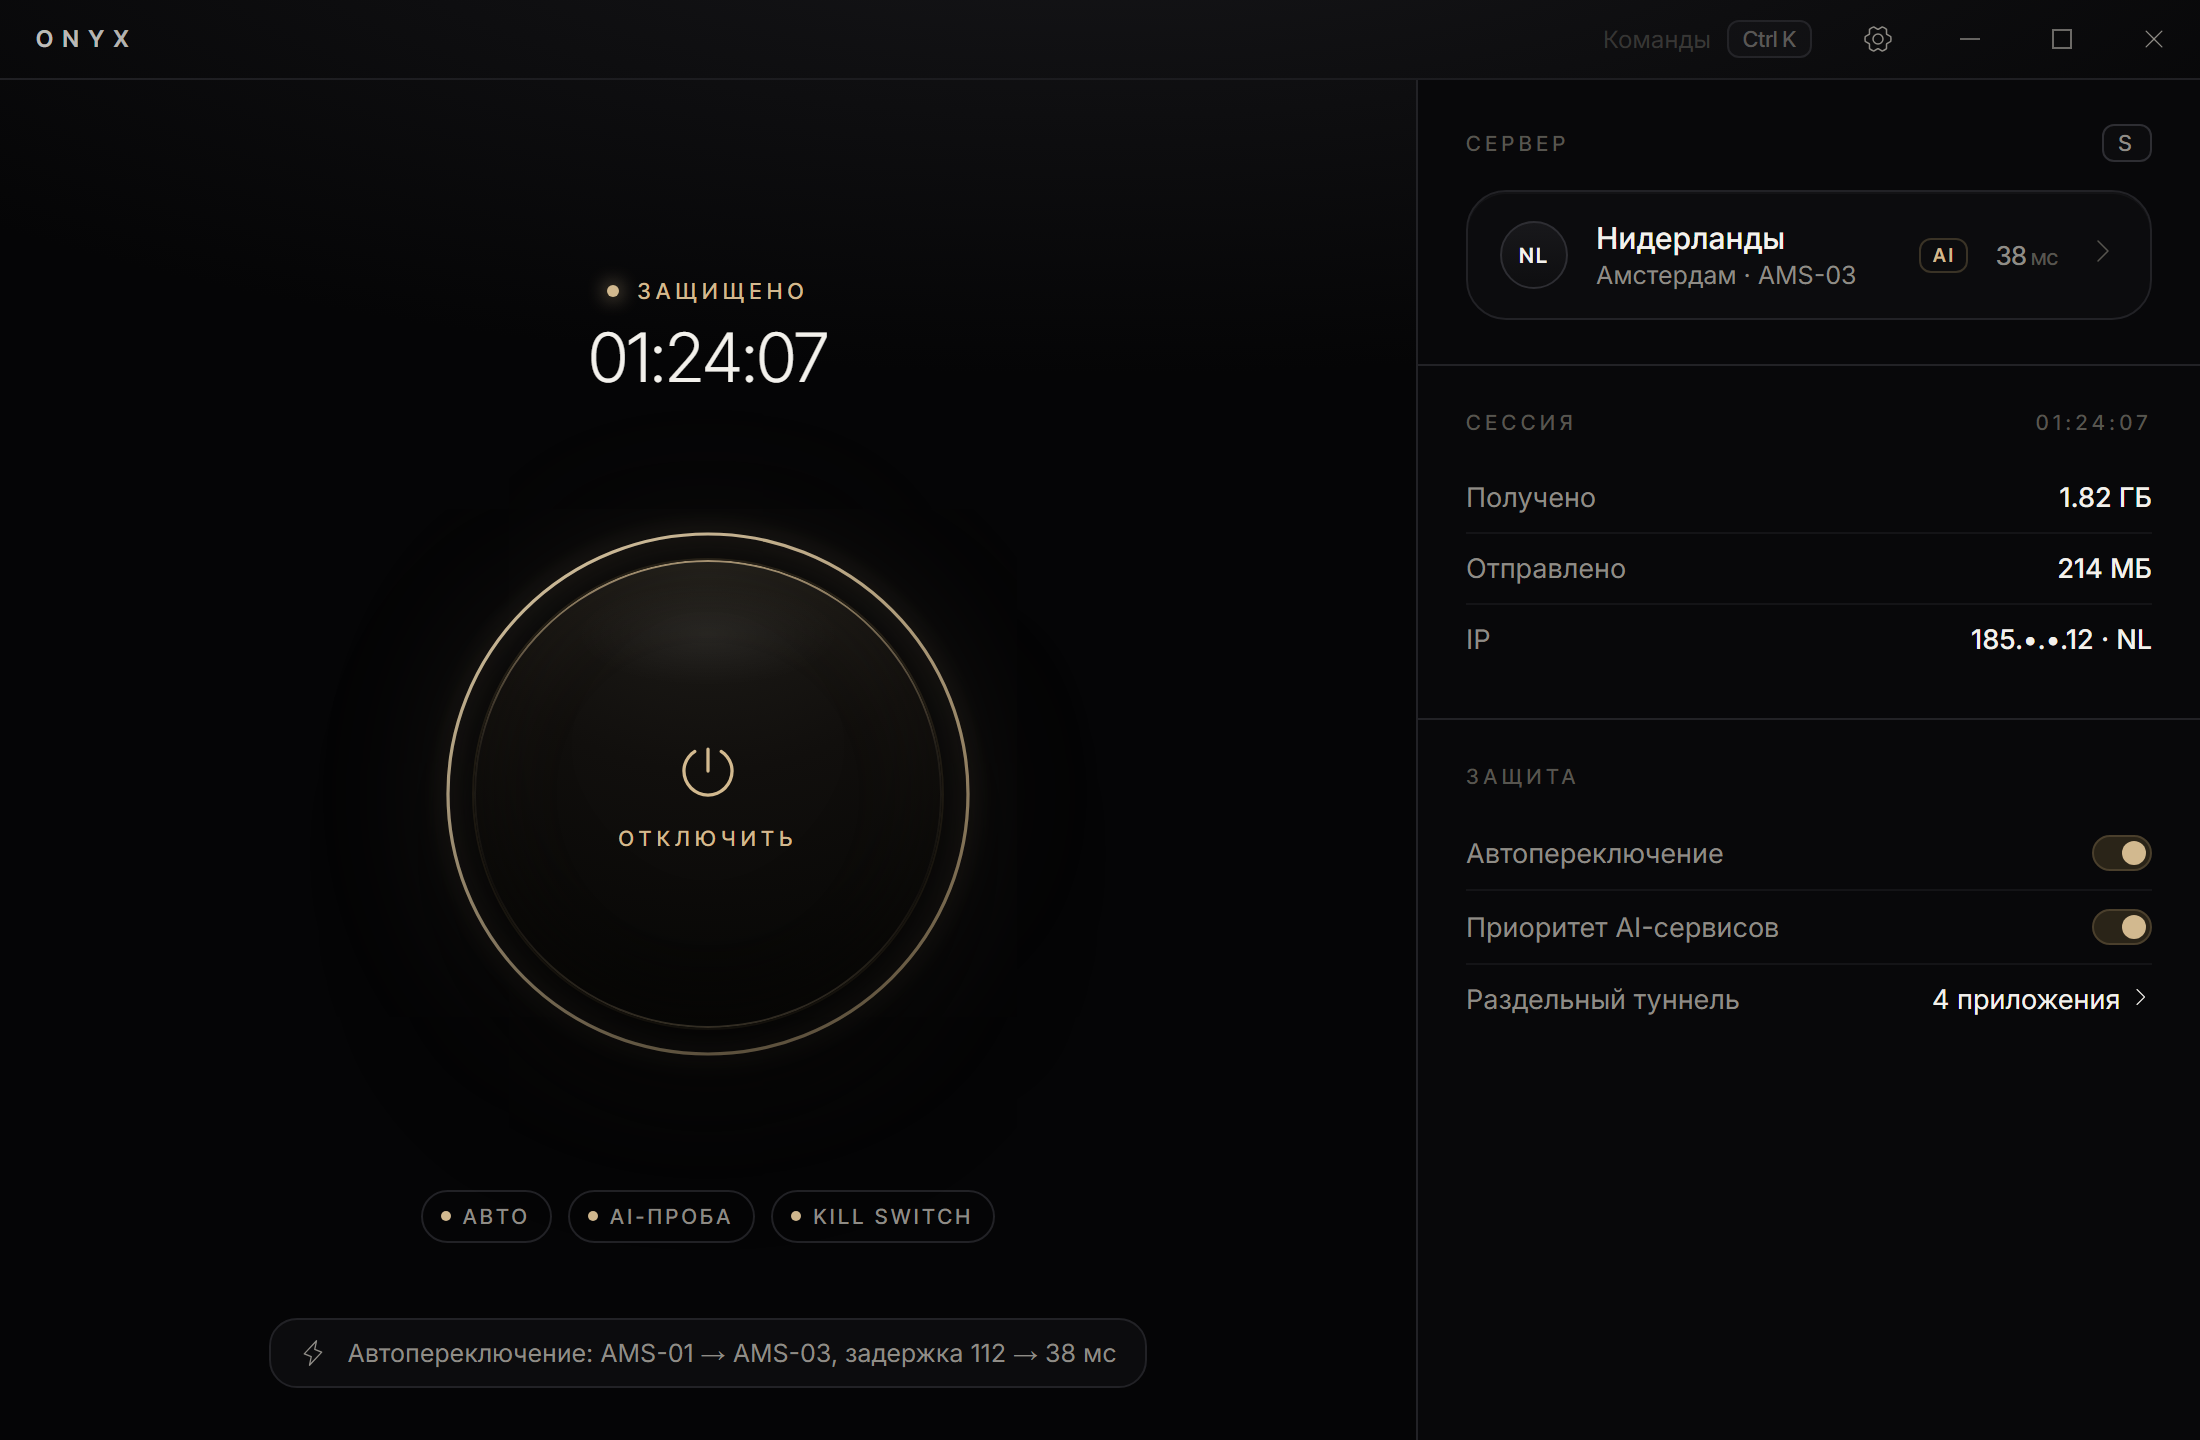 ONYX
Команды Ctrl K
ЗАЩИЩЕНО
01:24:07
ОТКЛЮЧИТЬ
АВТО
AI-ПРОБА
KILL SWITCH
Автопереключение: AMS-01 → AMS-03, задержка 112 → 38 мс
СЕРВЕР S
NL
Нидерланды
Амстердам · AMS-03
AI
38 мс
СЕССИЯ 01:24:07
Получено 1.82 ГБ
Отправлено 214 МБ
IP 185.•.•.12 · NL
ЗАЩИТА
Автопереключение
Приоритет AI-сервисов
Раздельный туннель 4 приложения